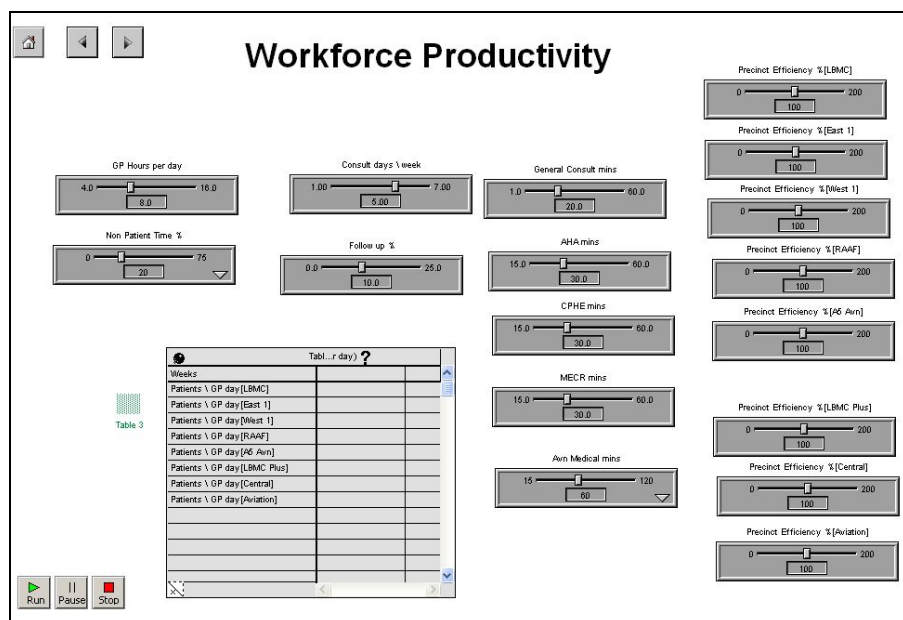 Workforce Productivity
GP Hours per day
4.0 16.0
8.0
Non Patient Time %
0 75
20
Consult days \ week
1.00 7.00
5.00
Follow up %
0.0 25.0
10.0
General Consult mins
1.0 60.0
20.0
AHA mins
15.0 60.0
30.0
CPHE mins
15.0 60.0
30.0
MECR mins
15.0 60.0
30.0
Avn Medical mins
15 120
60
Precinct Efficiency %[LBMC]
0 200
100
Precinct Efficiency %[East 1]
0 200
100
Precinct Efficiency %[West 1]
0 200
100
Precinct Efficiency %[RAAF]
0 200
100
Precinct Efficiency %[A5 Avn]
0 200
100
Precinct Efficiency %[LBMC Plus]
0 200
100
Precinct Efficiency %[Central]
0 200
100
Precinct Efficiency %[Aviation]
0 200
100
Table 3
Tabl...r day) ?
Weeks
Patients \ GP day[LBMC]
Patients \ GP day[East 1]
Patients \ GP day[West 1]
Patients \ GP day[RAAF]
Patients \ GP day[A5 Avn]
Patients \ GP day[LBMC Plus]
Patients \ GP day[Central]
Patients \ GP day[Aviation]
Run Pause Stop